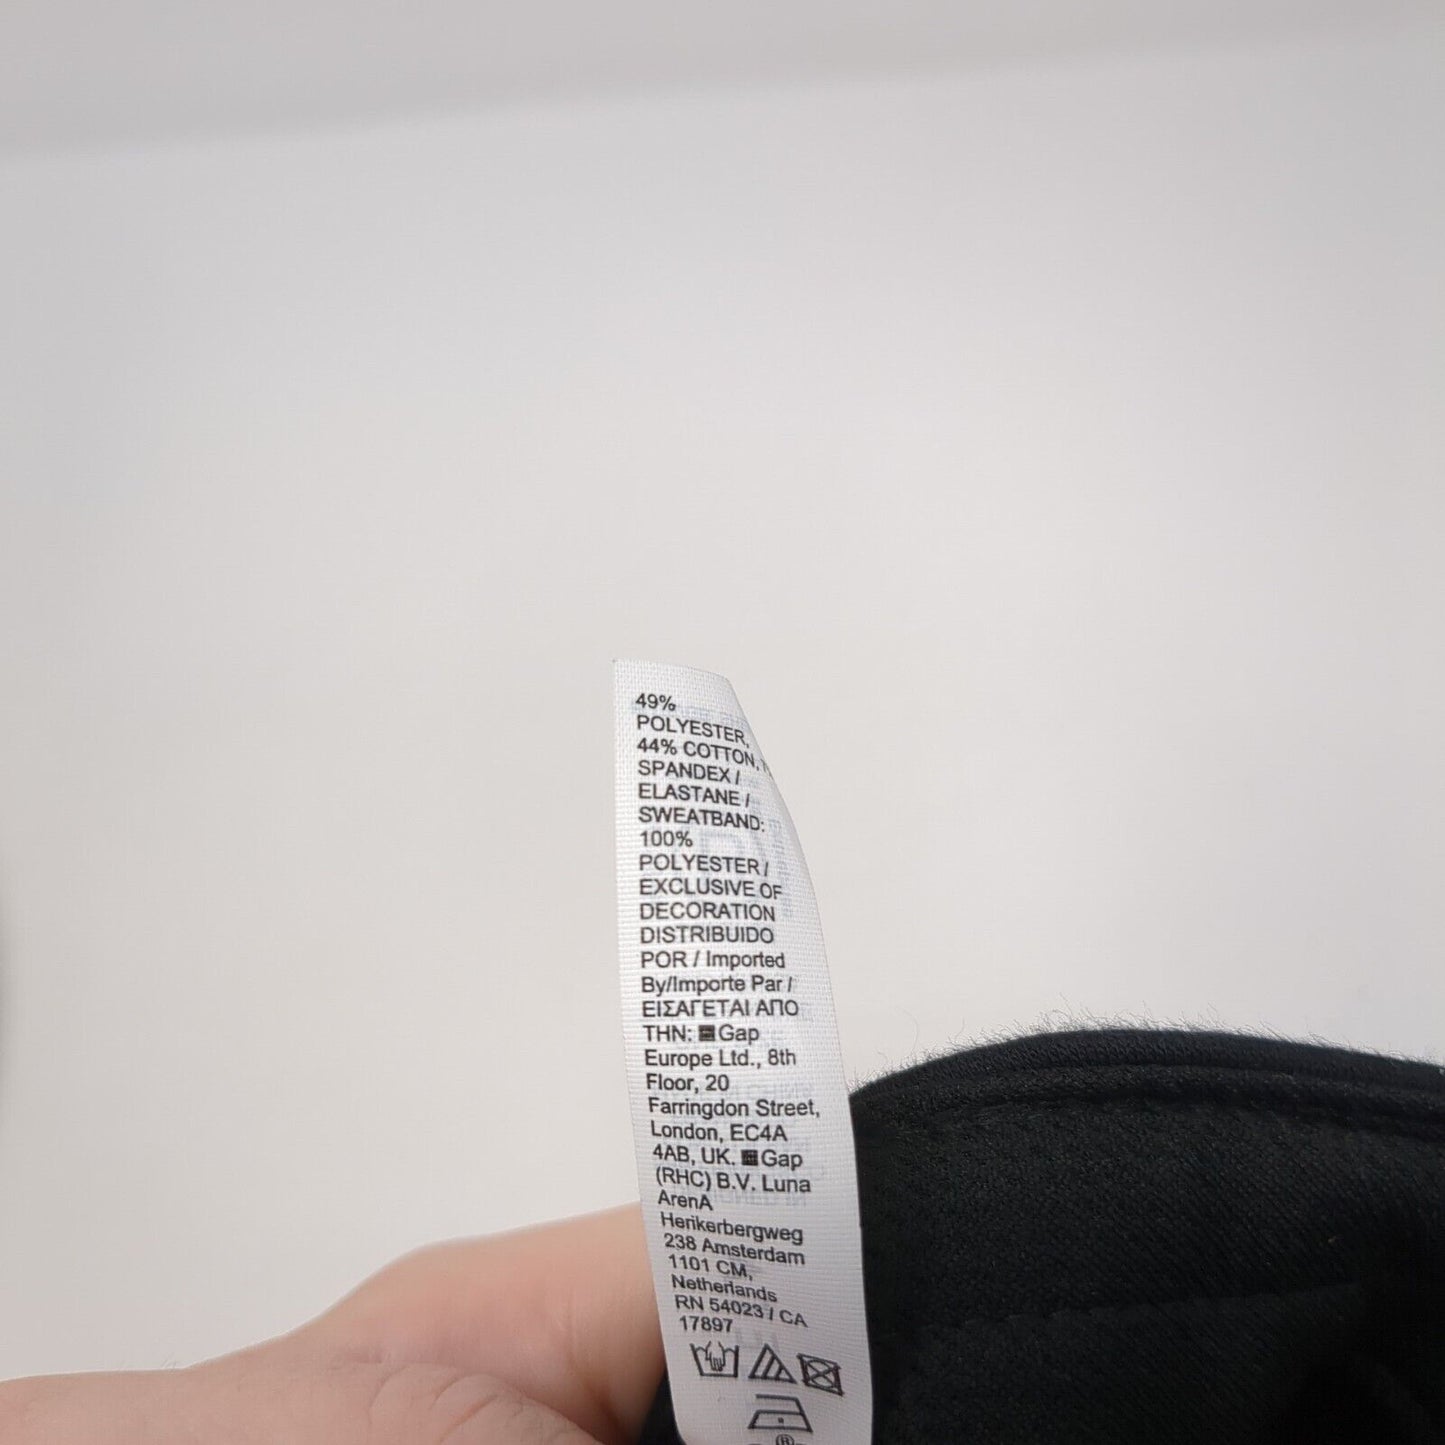 49%
POLYESTER,
44% COTTON,
SPANDEX /
ELASTANE /
SWEATBAND:
100%
POLYESTER /
EXCLUSIVE OF
DECORATION
DISTRIBUIDO
POR / Imported
By/Importe Par /
ΕΙΣΑΓΕΤΑΙ ΑΠΟ
THN: Gap
Europe Ltd., 8th
Floor, 20
Farringdon Street,
London, EC4A
4AB, UK. Gap
(RHC) B.V. Luna
ArenA
Herikerbergweg
238 Amsterdam
1101 CM,
Netherlands
RN 54023 / CA
17897
®